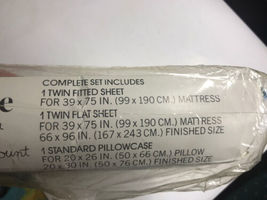 COMPLETE SET INCLUDES
1 TWIN FITTED SHEET
FOR 39 x 75 IN. (99 x 190 CM.) MATTRESS
1 TWIN FLAT SHEET
FOR 39 x 75 IN. (99 x 190 CM.) MATTRESS
66 x 96 IN. (167 x 243 CM.) FINISHED SIZE
1 STANDARD PILLOWCASE
FOR 20 x 26 IN. (50 x 66 CM.) PILLOW
20 x 30 IN. (50 x 76 CM.) FINISHED SIZE